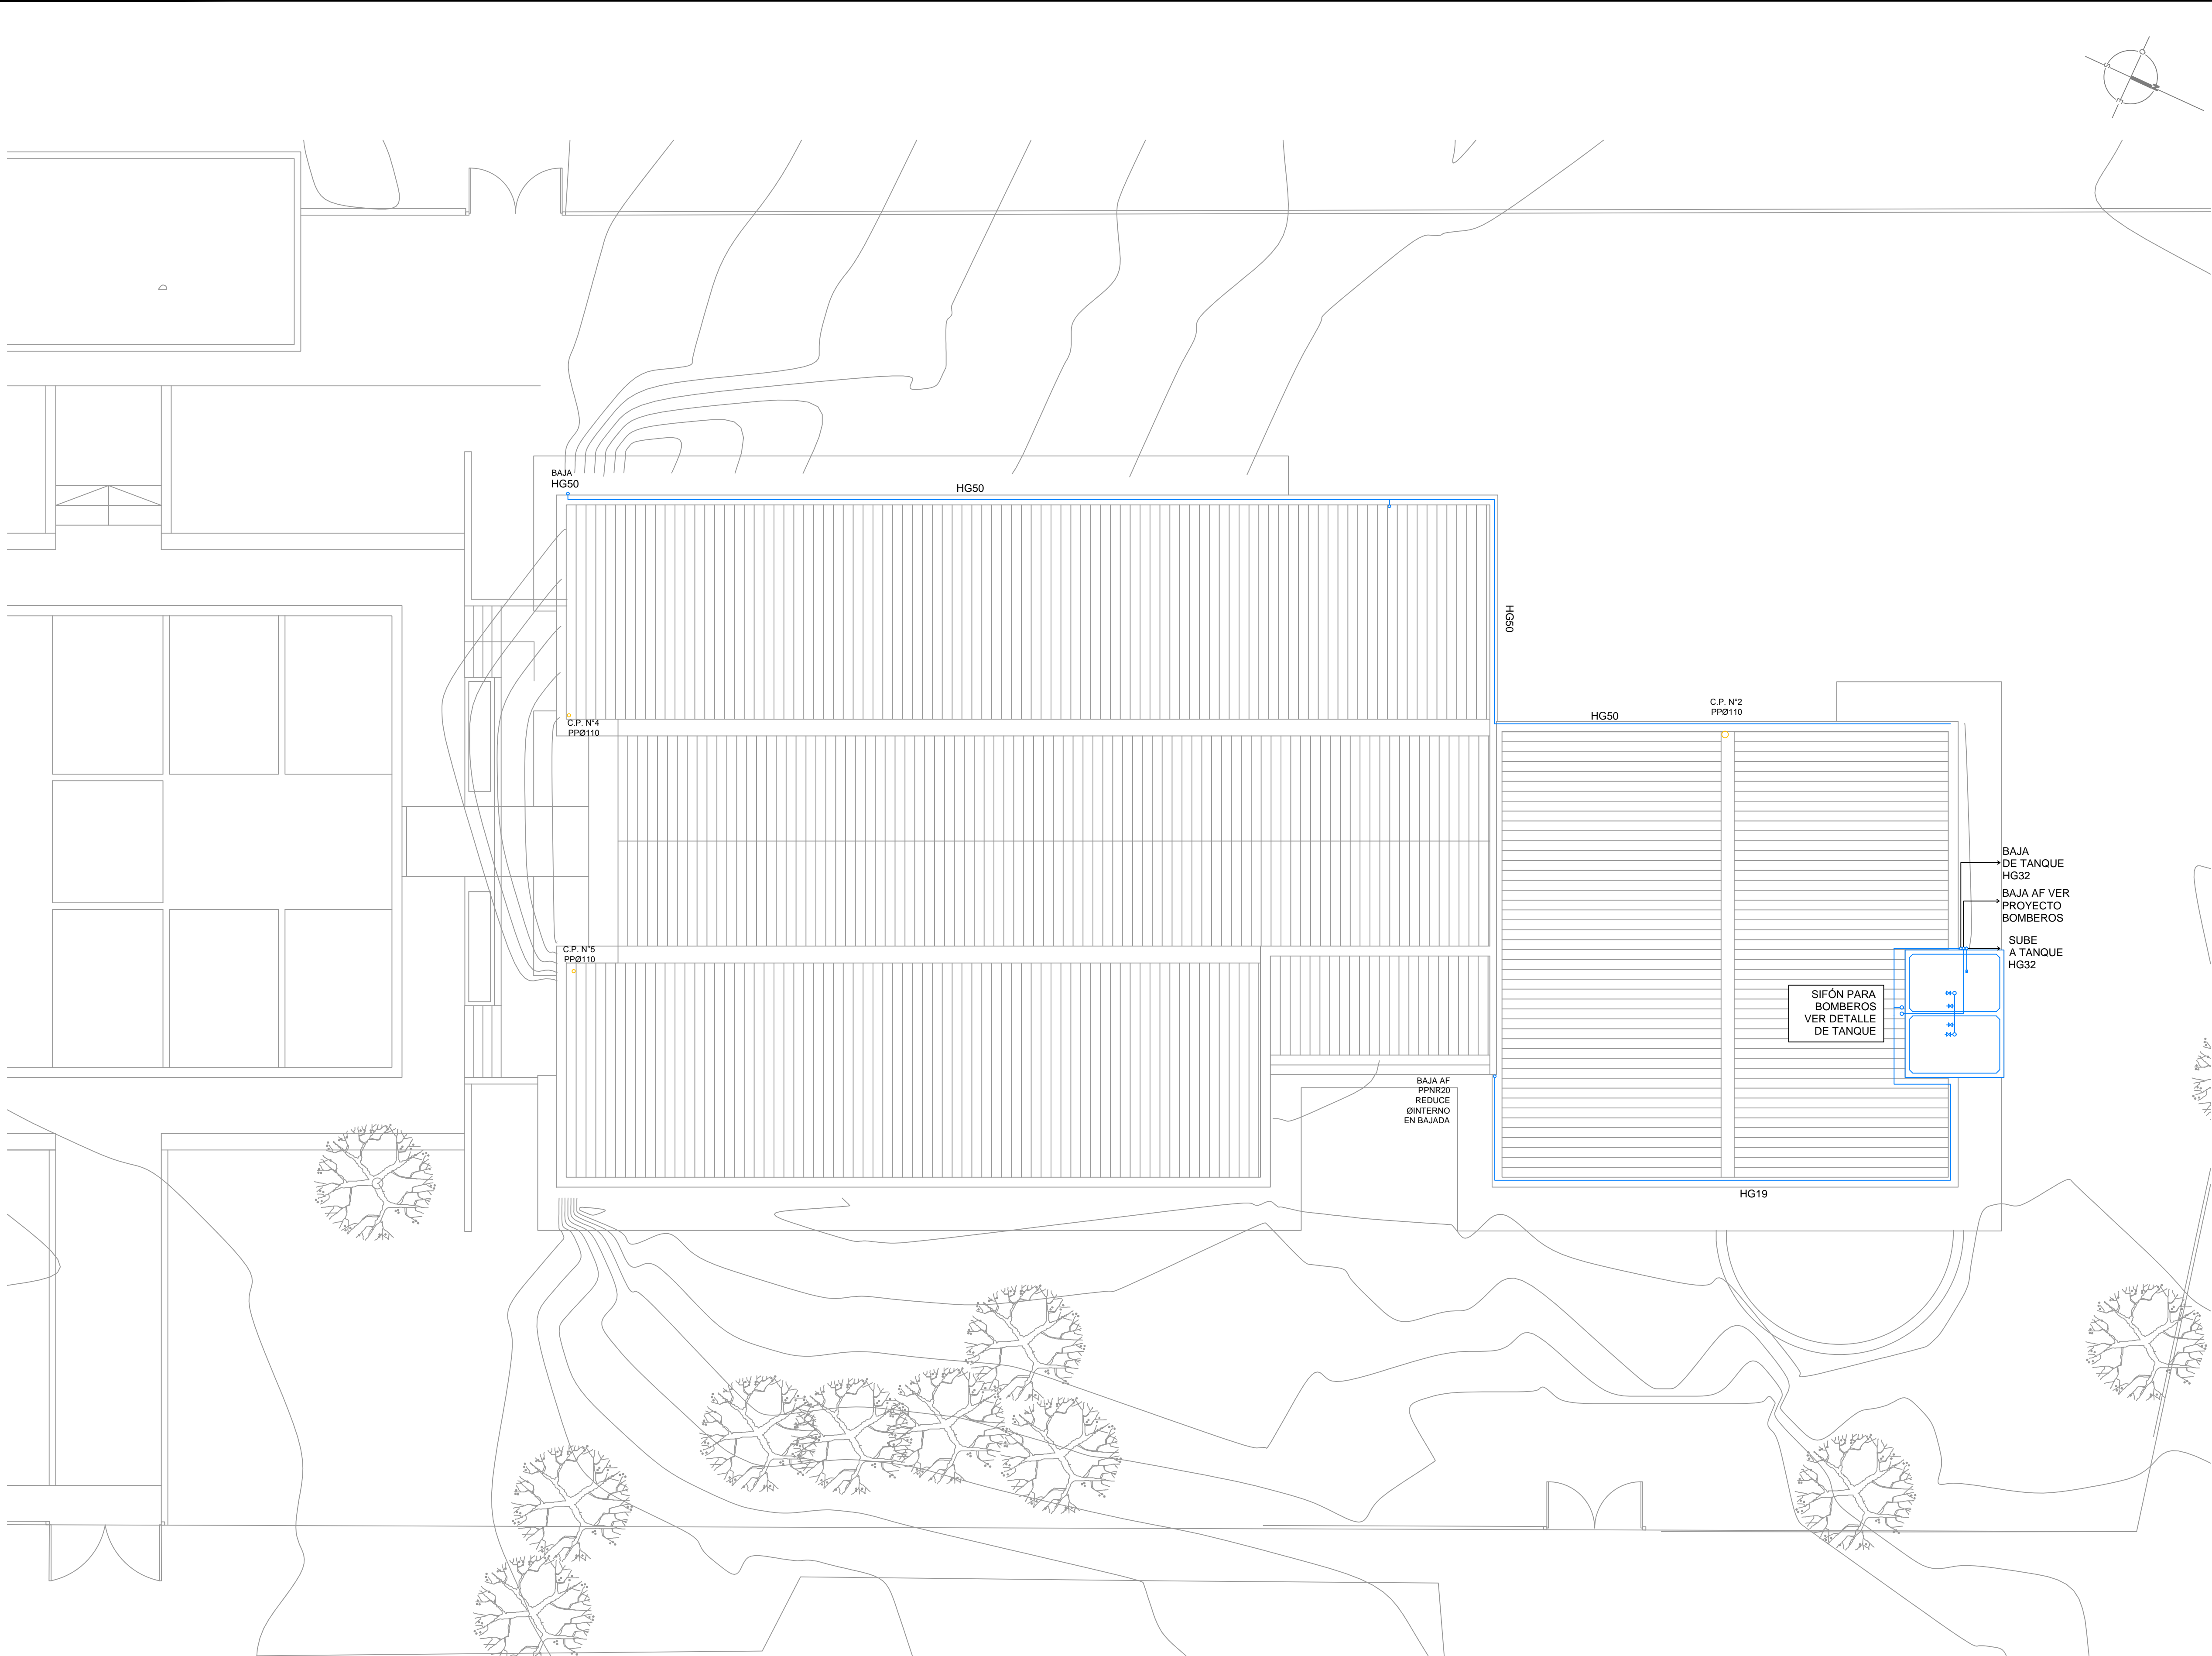 O
S
N
E
BAJA
HG50
HG50
HG50
C.P. N°4
PPØ110
C.P. N°2
PPØ110
HG50
BAJA
DE TANQUE
HG32
BAJA AF VER
PROYECTO
BOMBEROS
SUBE
A TANQUE
HG32
C.P. N°5
PPØ110
SIFÓN PARA
BOMBEROS
VER DETALLE
DE TANQUE
BAJA AF
PPNR20
REDUCE
ØINTERNO
EN BAJADA
HG19